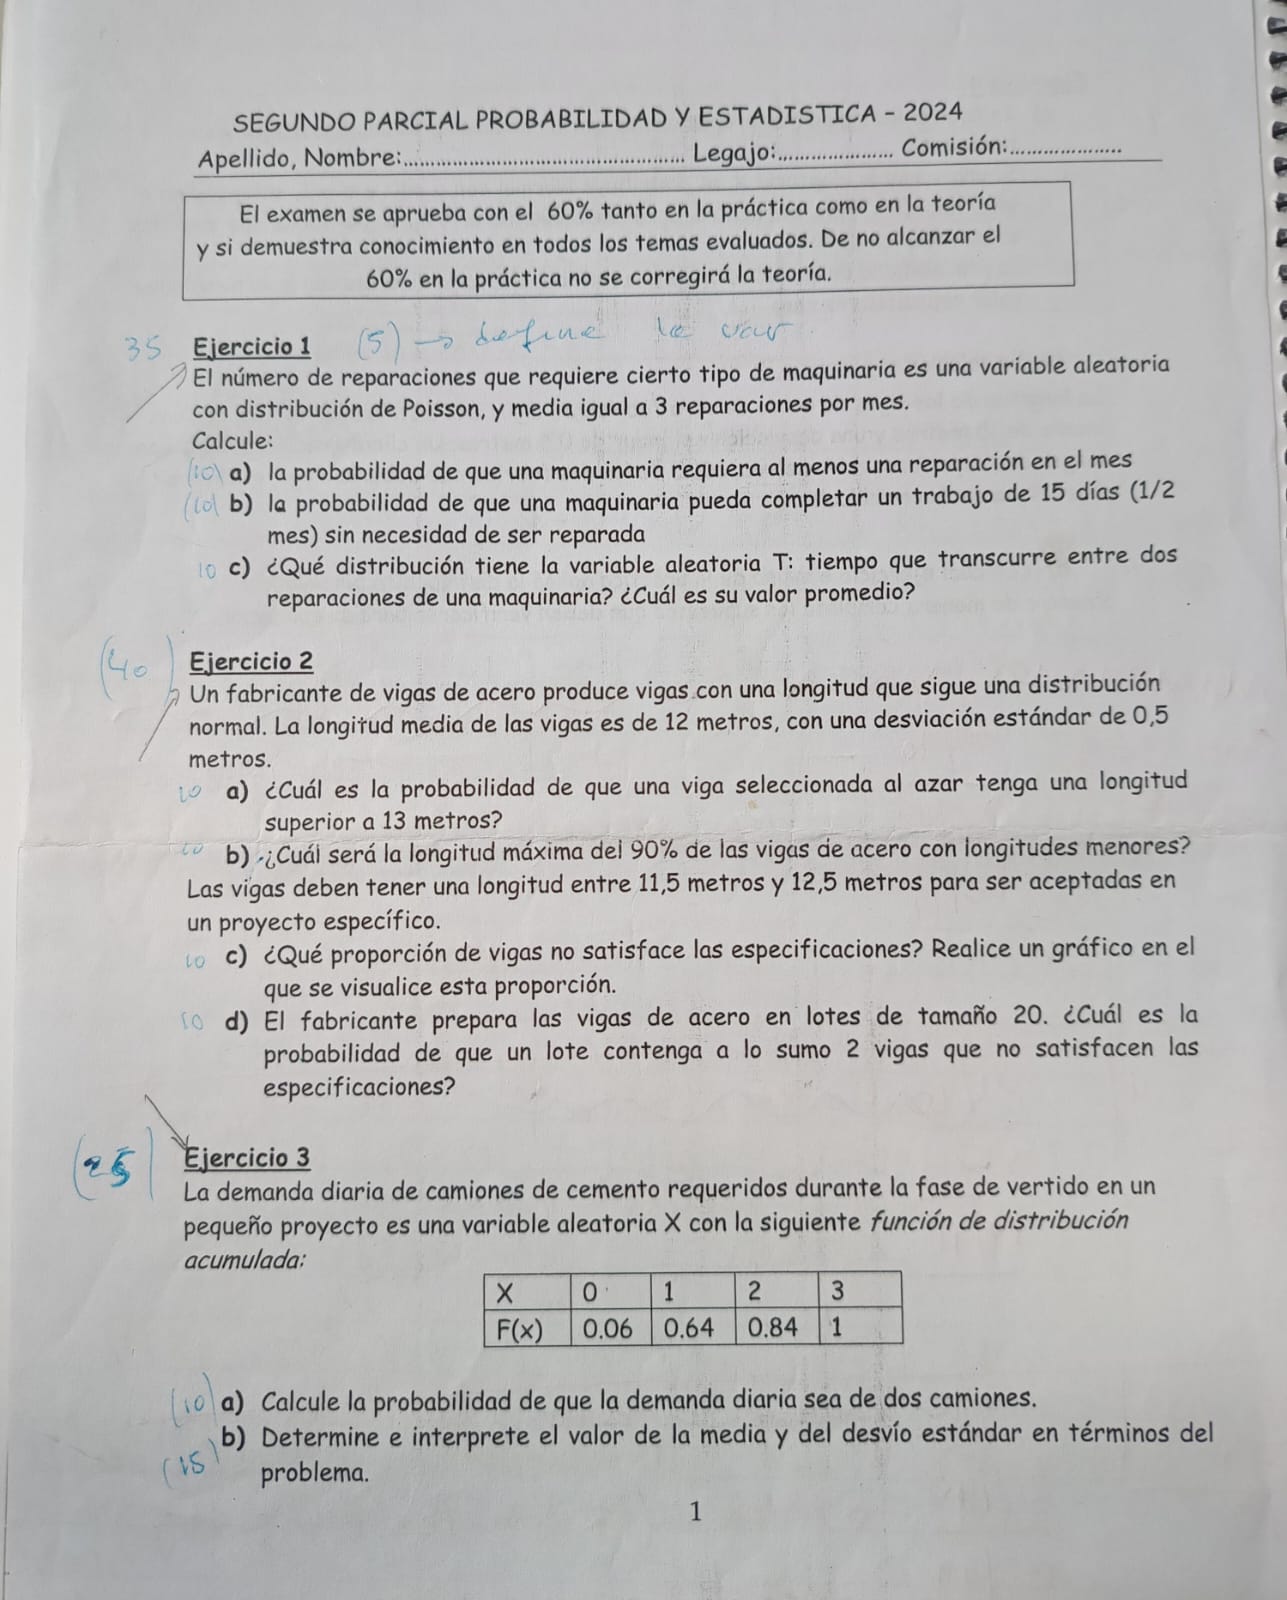 SEGUNDO PARCIAL PROBABILIDAD Y ESTADISTICA - 2024
Apellido, Nombre:................................................... Legajo:..................... Comisión:....................
El examen se aprueba con el 60% tanto en la práctica como en la teoría
y si demuestra conocimiento en todos los temas evaluados. De no alcanzar el
60% en la práctica no se corregirá la teoría.
35 Ejercicio 1 (5) → define la var.
El número de reparaciones que requiere cierto tipo de maquinaria es una variable aleatoria
con distribución de Poisson, y media igual a 3 reparaciones por mes.
Calcule:
(10) a) la probabilidad de que una maquinaria requiera al menos una reparación en el mes
(10) b) la probabilidad de que una maquinaria pueda completar un trabajo de 15 días (1/2
mes) sin necesidad de ser reparada
10 c) ¿Qué distribución tiene la variable aleatoria T: tiempo que transcurre entre dos
reparaciones de una maquinaria? ¿Cuál es su valor promedio?
(40) Ejercicio 2
Un fabricante de vigas de acero produce vigas con una longitud que sigue una distribución
normal. La longitud media de las vigas es de 12 metros, con una desviación estándar de 0,5
metros.
10 a) ¿Cuál es la probabilidad de que una viga seleccionada al azar tenga una longitud
superior a 13 metros?
10 b) ¿Cuál será la longitud máxima del 90% de las vigas de acero con longitudes menores?
Las vigas deben tener una longitud entre 11,5 metros y 12,5 metros para ser aceptadas en
un proyecto específico.
10 c) ¿Qué proporción de vigas no satisface las especificaciones? Realice un gráfico en el
que se visualice esta proporción.
10 d) El fabricante prepara las vigas de acero en lotes de tamaño 20. ¿Cuál es la
probabilidad de que un lote contenga a lo sumo 2 vigas que no satisfacen las
especificaciones?
(25) Ejercicio 3
La demanda diaria de camiones de cemento requeridos durante la fase de vertido en un
pequeño proyecto es una variable aleatoria X con la siguiente función de distribución
acumulada:
X 0 1 2 3
F(x) 0.06 0.64 0.84 1
(10) a) Calcule la probabilidad de que la demanda diaria sea de dos camiones.
(15) b) Determine e interprete el valor de la media y del desvío estándar en términos del
problema.
1